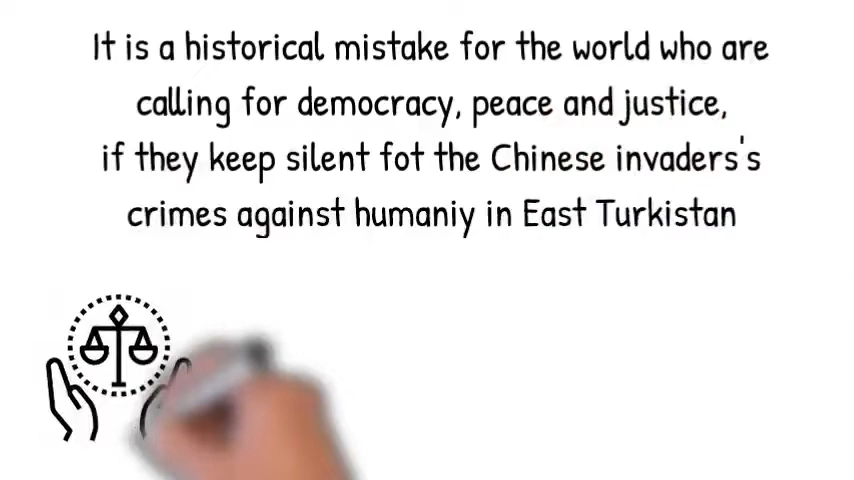 It is a historical mistake for the world who are
calling for democracy, peace and justice,
if they keep silent fot the Chinese invaders's
crimes against humaniy in East Turkistan